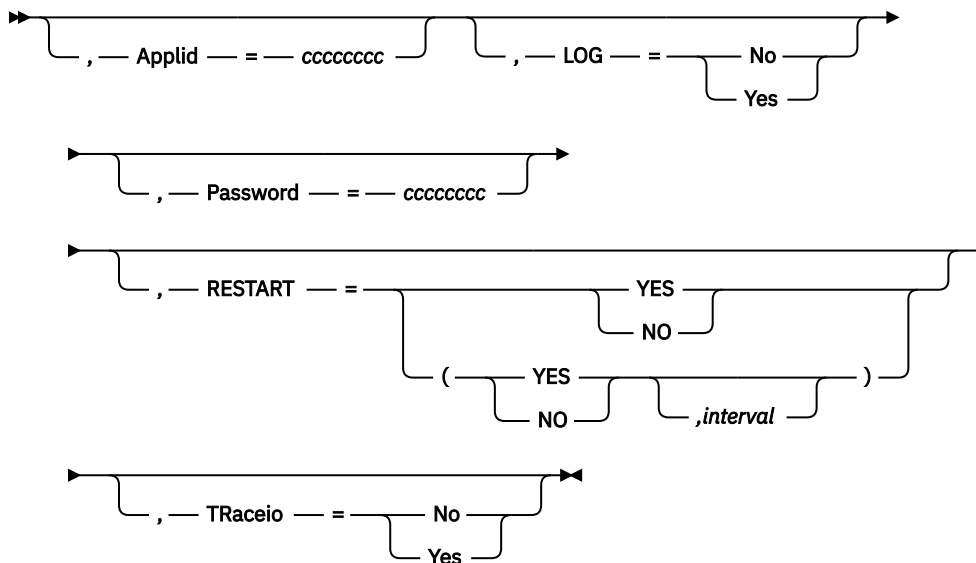 , Applid = cccccccc , LOG = No
Yes
, Password = cccccccc
, RESTART = YES
NO
( YES )
NO ,interval
, TRaceio = No
Yes